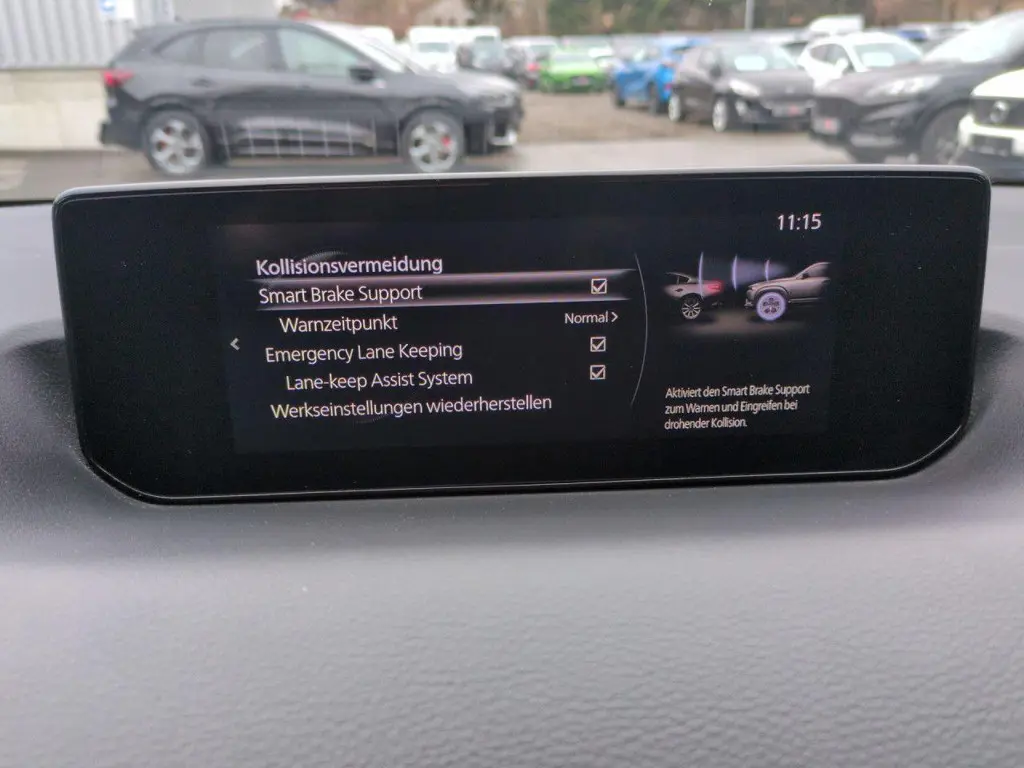 11:15
Kollisionsvermeidung
Smart Brake Support
Warnzeitpunkt Normal >
Emergency Lane Keeping
Lane-keep Assist System
Werkseinstellungen wiederherstellen
Aktiviert den Smart Brake Support
zum Warnen und Eingreifen bei
drohender Kollision.